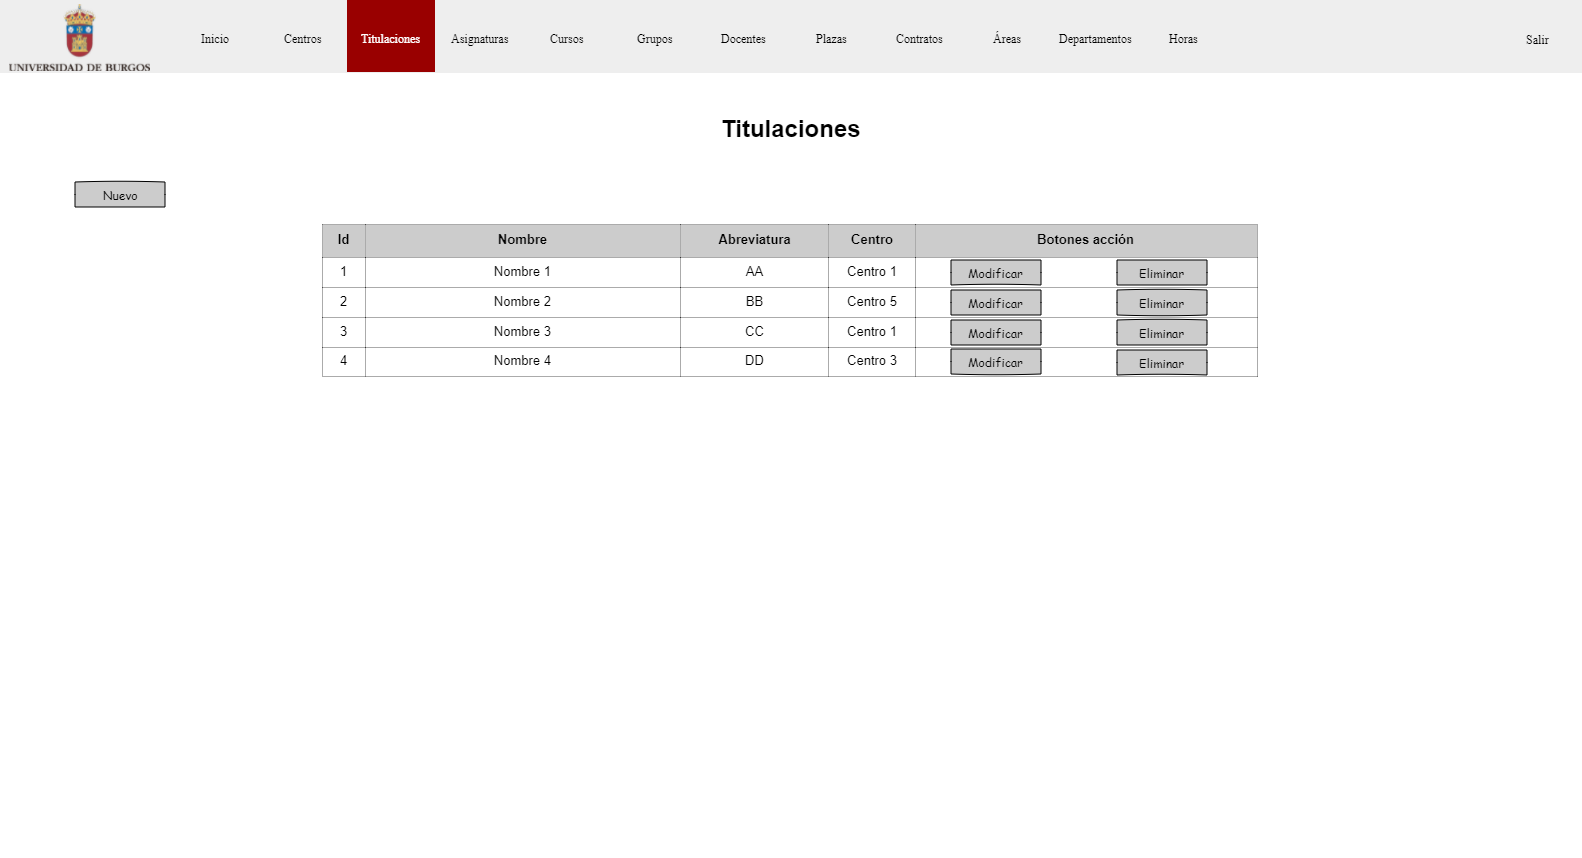 UNIVERSIDAD DE BURGOS
Inicio Centros Titulaciones Asignaturas Cursos Grupos Docentes Plazas Contratos Áreas Departamentos Horas Salir
Titulaciones
Nuevo
Id Nombre Abreviatura Centro Botones acción
1 Nombre 1 AA Centro 1 Modificar Eliminar
2 Nombre 2 BB Centro 5 Modificar Eliminar
3 Nombre 3 CC Centro 1 Modificar Eliminar
4 Nombre 4 DD Centro 3 Modificar Eliminar